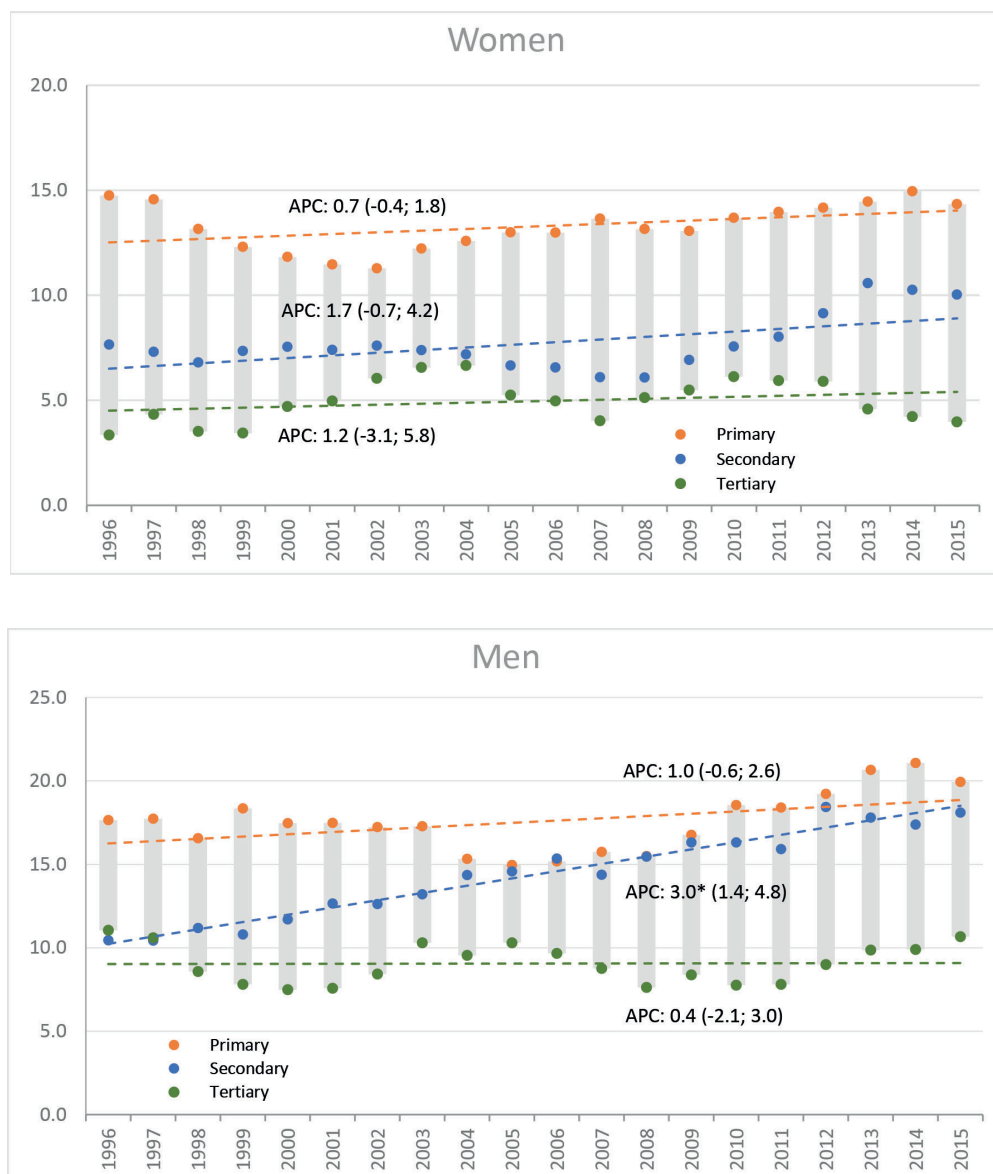 Women
20.0
15.0
10.0
5.0
0.0
APC: 0.7 (-0.4; 1.8)
APC: 1.7 (-0.7; 4.2)
APC: 1.2 (-3.1; 5.8)
Primary
Secondary
Tertiary
1996 1997 1998 1999 2000 2001 2002 2003 2004 2005 2006 2007 2008 2009 2010 2011 2012 2013 2014 2015
Men
25.0
20.0
15.0
10.0
5.0
0.0
APC: 1.0 (-0.6; 2.6)
APC: 3.0* (1.4; 4.8)
APC: 0.4 (-2.1; 3.0)
Primary
Secondary
Tertiary
1996 1997 1998 1999 2000 2001 2002 2003 2004 2005 2006 2007 2008 2009 2010 2011 2012 2013 2014 2015